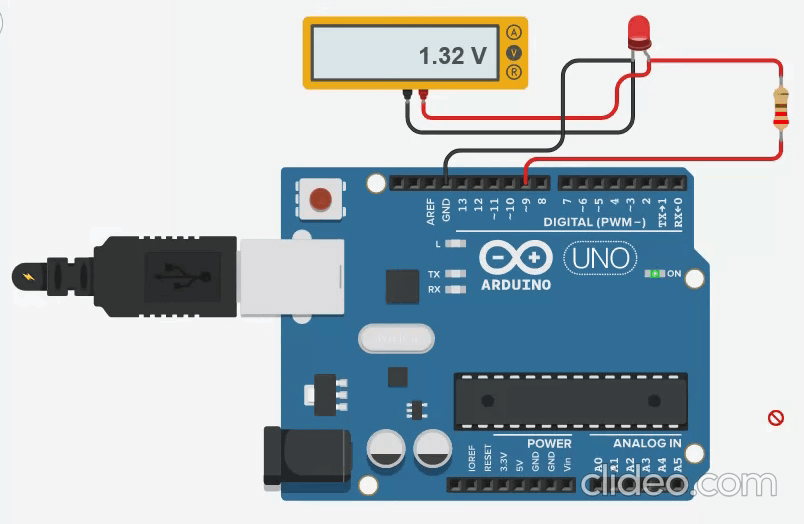 1.32 V
A
V
R
AREF
GND
13
12
~11
~10
~9
8
7
~6
~5
4
~3
2
TX→1
RX←0
DIGITAL (PWM~)
L
TX
RX
UNO
ARDUINO
ON
POWER
ANALOG IN
IOREF
RESET
3.3V
5V
GND
GND
Vin
A0
A1
A2
A3
A4
A5
clideo.com